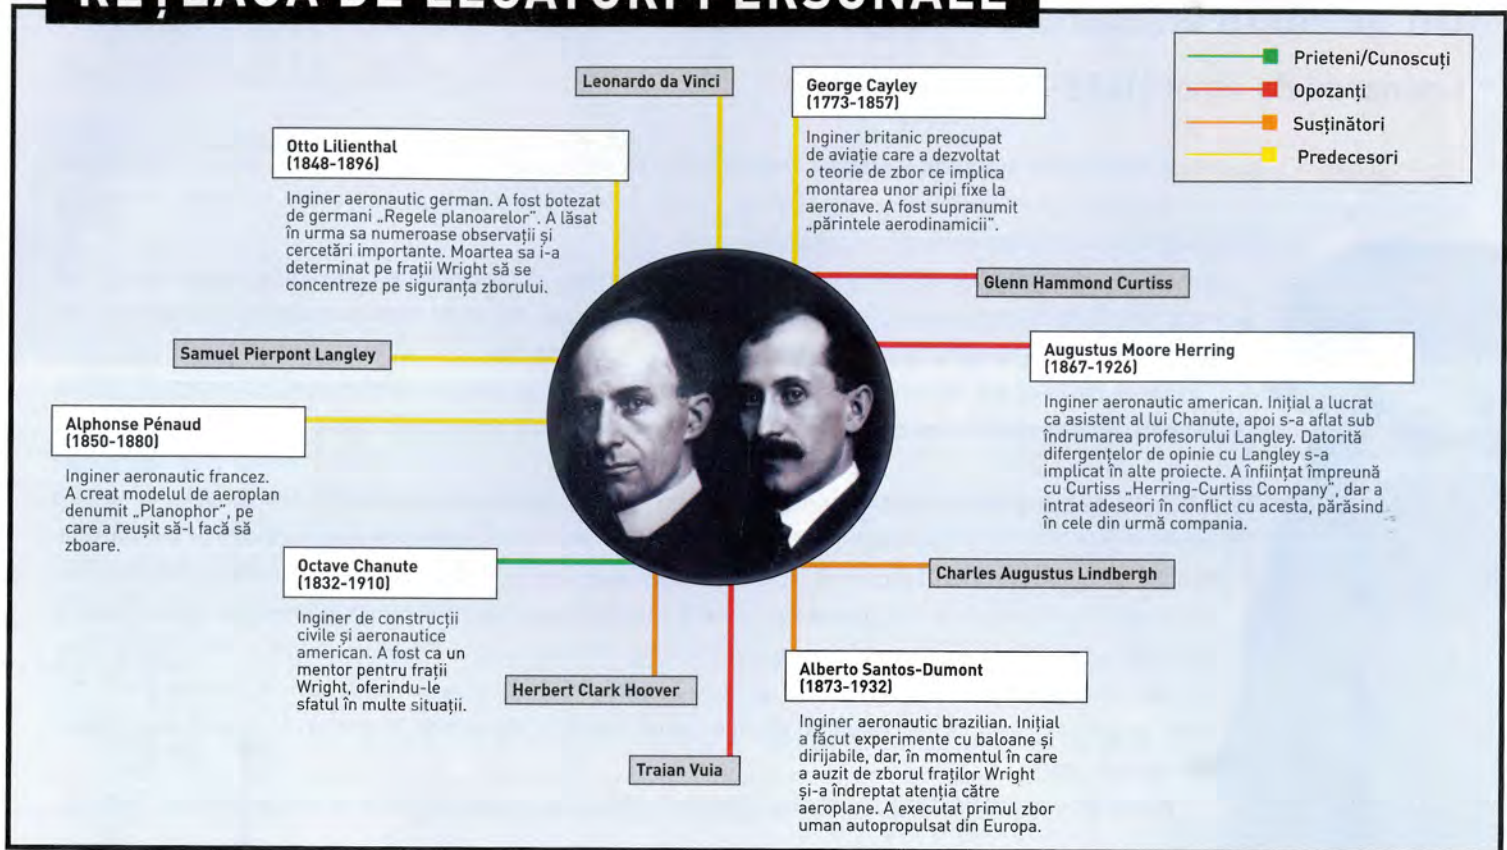 REȚEAUA DE LEGĂTURI PERSONALE
Prieteni/Cunoscuți
Opozanți
Susținători
Predecesori
Leonardo da Vinci
George Cayley
(1773-1857)
Inginer britanic preocupat
de aviație care a dezvoltat
o teorie de zbor ce implica
montarea unor aripi fixe la
aeronave. A fost supranumit
„părintele aerodinamicii”.
Otto Lilienthal
(1848-1896)
Inginer aeronautic german. A fost botezat
de germani „Regele planoarelor”. A lăsat
în urma sa numeroase observații și
cercetări importante. Moartea sa i-a
determinat pe frații Wright să se
concentreze pe siguranța zborului.
Glenn Hammond Curtiss
Samuel Pierpont Langley
Augustus Moore Herring
(1867-1926)
Inginer aeronautic american. Inițial a lucrat
ca asistent al lui Chanute, apoi s-a aflat sub
îndrumarea profesorului Langley. Datorită
difergențelor de opinie cu Langley s-a
implicat în alte proiecte. A înființat împreună
cu Curtiss „Herring-Curtiss Company”, dar a
intrat adeseori în conflict cu acesta, părăsind
în cele din urmă compania.
Alphonse Pénaud
(1850-1880)
Inginer aeronautic francez.
A creat modelul de aeroplan
denumit „Planophor”, pe
care a reușit să-l facă să
zboare.
Octave Chanute
(1832-1910)
Inginer de construcții
civile și aeronautice
american. A fost ca un
mentor pentru frații
Wright, oferindu-le
sfatul în multe situații.
Charles Augustus Lindbergh
Herbert Clark Hoover
Alberto Santos-Dumont
(1873-1932)
Inginer aeronautic brazilian. Inițial
a făcut experimente cu baloane și
dirijabile, dar, în momentul în care
a auzit de zborul fraților Wright
și-a îndreptat atenția către
aeroplane. A executat primul zbor
uman autopropulsat din Europa.
Traian Vuia